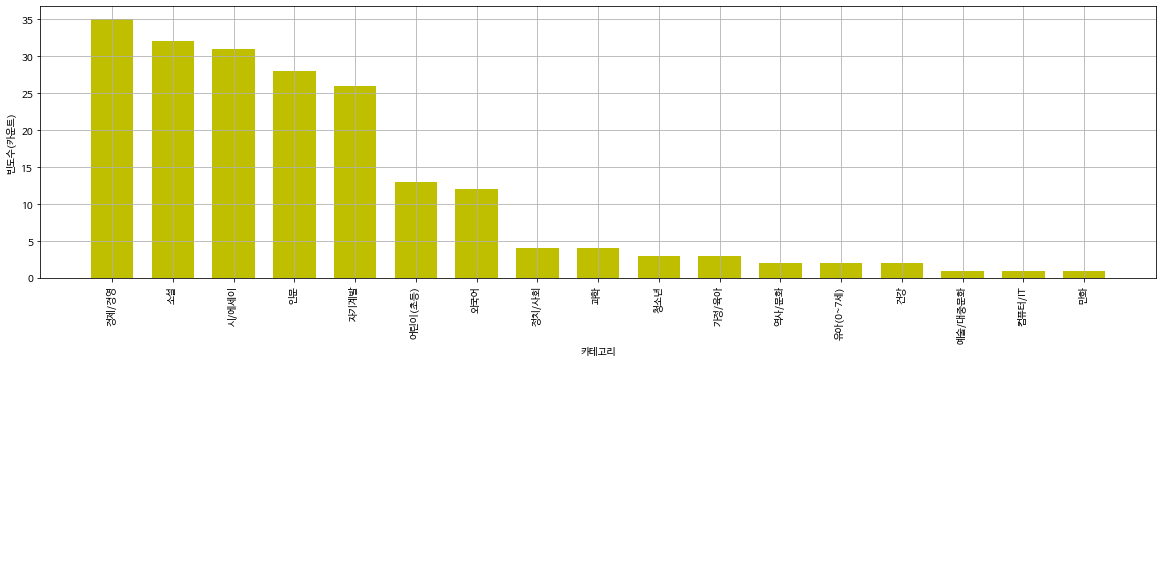 35
30
25
20
15
10
5
0
빈도수(카운트)
경제/경영
소설
시/에세이
인문
자기계발
어린이(초등)
외국어
정치/사회
과학
청소년
가정/육아
역사/문화
유아(0~7세)
건강
예술/대중문화
컴퓨터/IT
만화
카테고리